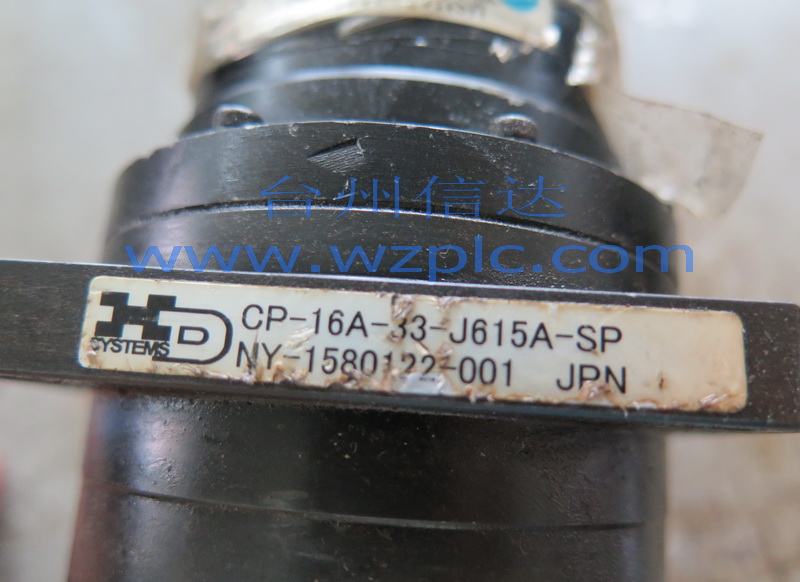 台州信达
www.wzplc.com
HD SYSTEMS
CP-16A-33-J615A-SP
NY-1580122-001 JPN